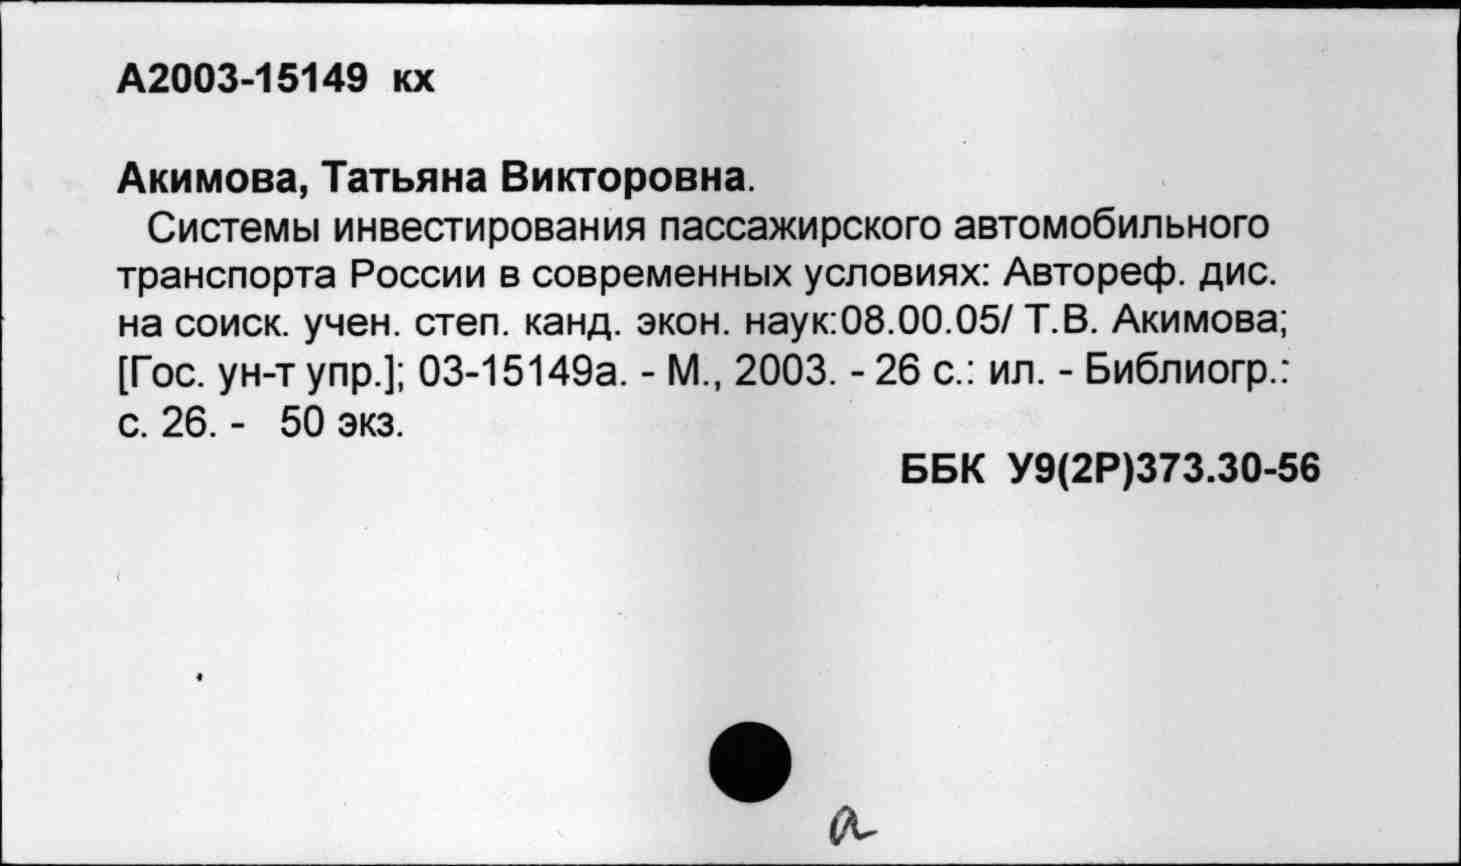 А2003-15149 кх
Акимова, Татьяна Викторовна.
Системы инвестирования пассажирского автомобильного
транспорта России в современных условиях: Автореф. дис.
на соиск. учен. степ. канд. экон. наук:08.00.05/ Т.В. Акимова;
[Гос. ун-т упр.]; 03-15149а. - М., 2003. - 26 с.: ил. - Библиогр.:
с. 26. - 50 экз.
ББК У9(2Р)373.30-56
а